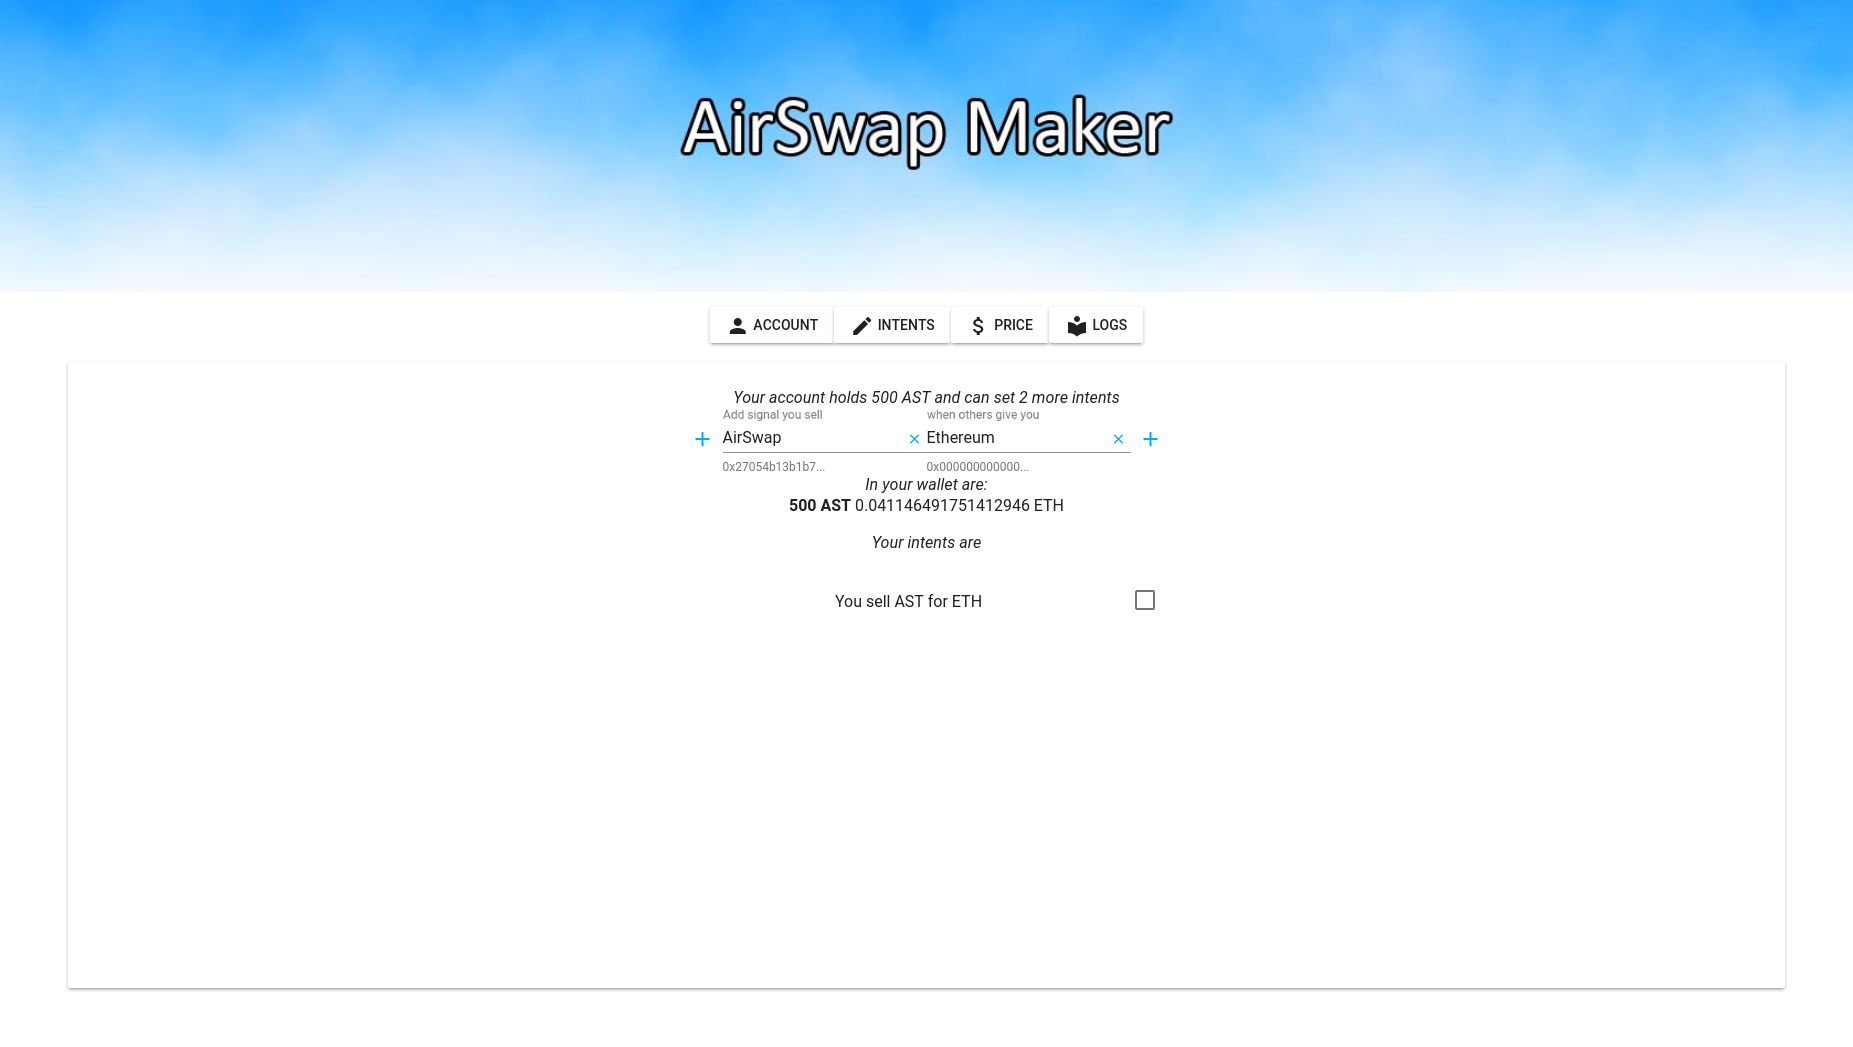 AirSwap Maker
ACCOUNT INTENTS PRICE LOGS
Your account holds 500 AST and can set 2 more intents
Add signal you sell when others give you
AirSwap Ethereum
0x27054b13b1b7... 0x000000000000...
In your wallet are:
500 AST 0.041146491751412946 ETH
Your intents are
You sell AST for ETH